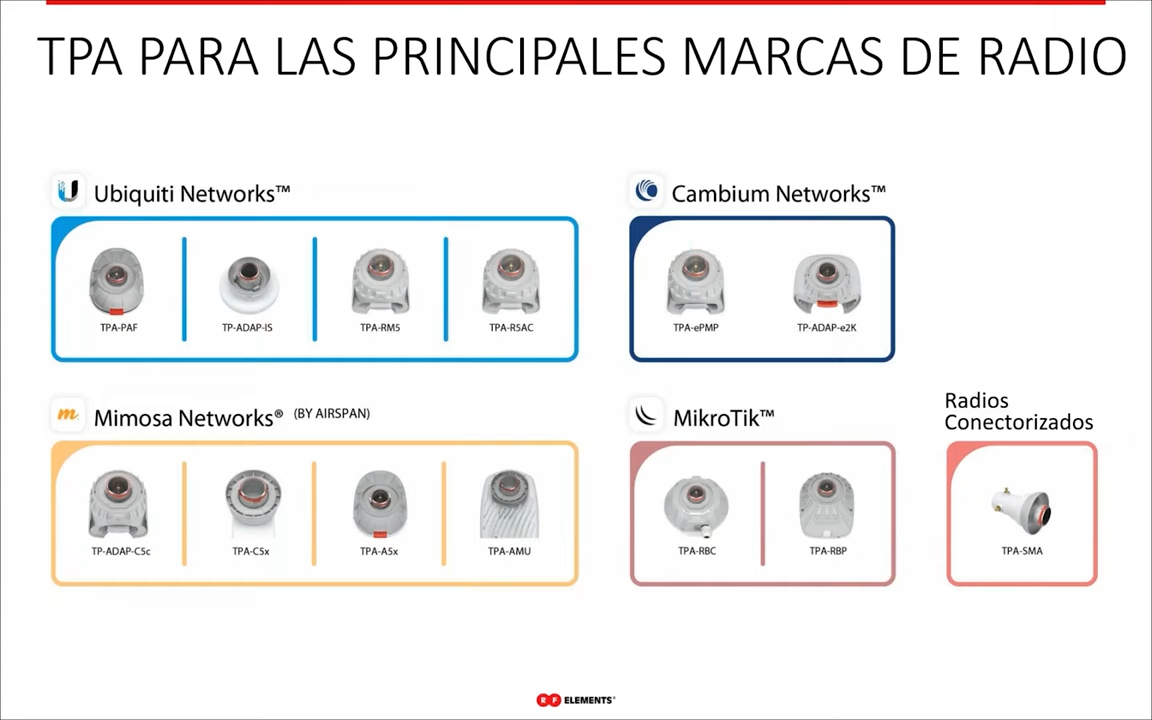 TPA PARA LAS PRINCIPALES MARCAS DE RADIO
Ubiquiti Networks™
TPA-PAF
TP-ADAP-IS
TPA-RM5
TPA-R5AC
Cambium Networks™
TPA-ePMP
TP-ADAP-e2K
Mimosa Networks® (BY AIRSPAN)
TP-ADAP-C5c
TPA-C5x
TPA-A5x
TPA-AMU
MikroTik™
TPA-RBC
TPA-RBP
Radios
Conectorizados
TPA-SMA
RF ELEMENTS®